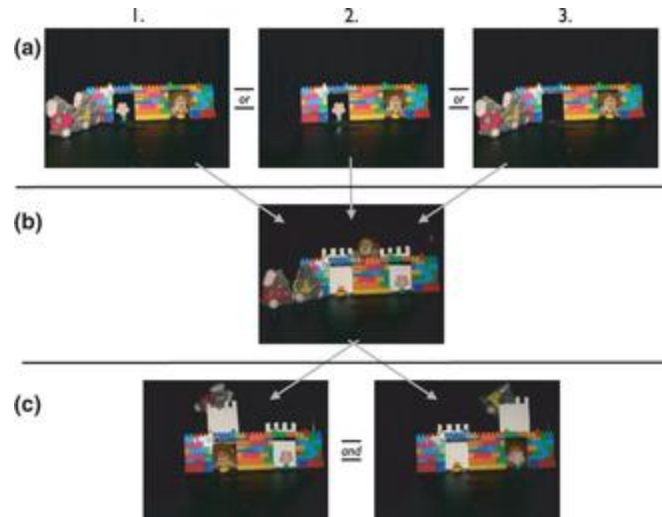 1. 2. 3.
(a)
or or
(b)
(c)
and